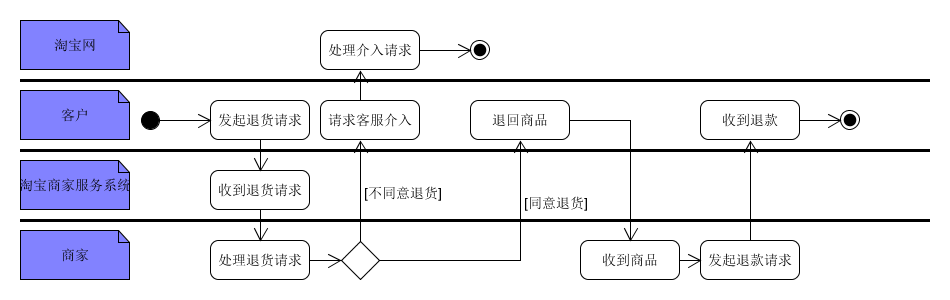 淘宝网
处理介入请求
客户
发起退货请求
请求客服介入
退回商品
收到退款
淘宝商家服务系统
收到退货请求
[不同意退货]
[同意退货]
商家
处理退货请求
收到商品
发起退款请求